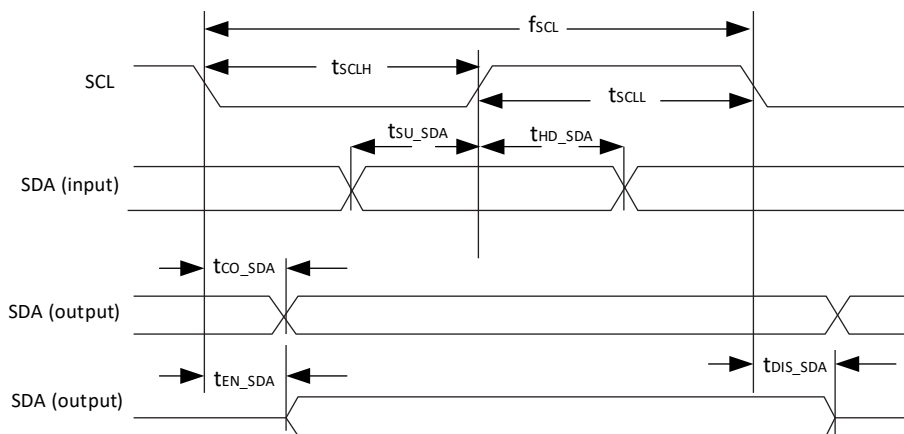 fSCL
tSCLH
SCL
tSCLL
tSU_SDA
tHD_SDA
SDA (input)
tCO_SDA
SDA (output)
tEN_SDA
tDIS_SDA
SDA (output)